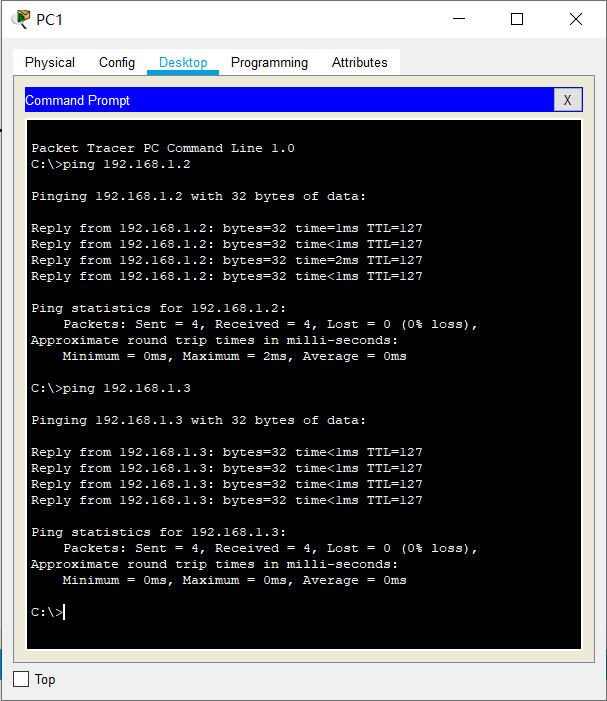 PC1
Physical Config Desktop Programming Attributes
Command Prompt X
Packet Tracer PC Command Line 1.0
C:\>ping 192.168.1.2
Pinging 192.168.1.2 with 32 bytes of data:
Reply from 192.168.1.2: bytes=32 time=1ms TTL=127
Reply from 192.168.1.2: bytes=32 time<1ms TTL=127
Reply from 192.168.1.2: bytes=32 time=2ms TTL=127
Reply from 192.168.1.2: bytes=32 time<1ms TTL=127
Ping statistics for 192.168.1.2:
    Packets: Sent = 4, Received = 4, Lost = 0 (0% loss),
Approximate round trip times in milli-seconds:
    Minimum = 0ms, Maximum = 2ms, Average = 0ms
C:\>ping 192.168.1.3
Pinging 192.168.1.3 with 32 bytes of data:
Reply from 192.168.1.3: bytes=32 time<1ms TTL=127
Reply from 192.168.1.3: bytes=32 time<1ms TTL=127
Reply from 192.168.1.3: bytes=32 time<1ms TTL=127
Reply from 192.168.1.3: bytes=32 time<1ms TTL=127
Ping statistics for 192.168.1.3:
    Packets: Sent = 4, Received = 4, Lost = 0 (0% loss),
Approximate round trip times in milli-seconds:
    Minimum = 0ms, Maximum = 0ms, Average = 0ms
C:\>
Top